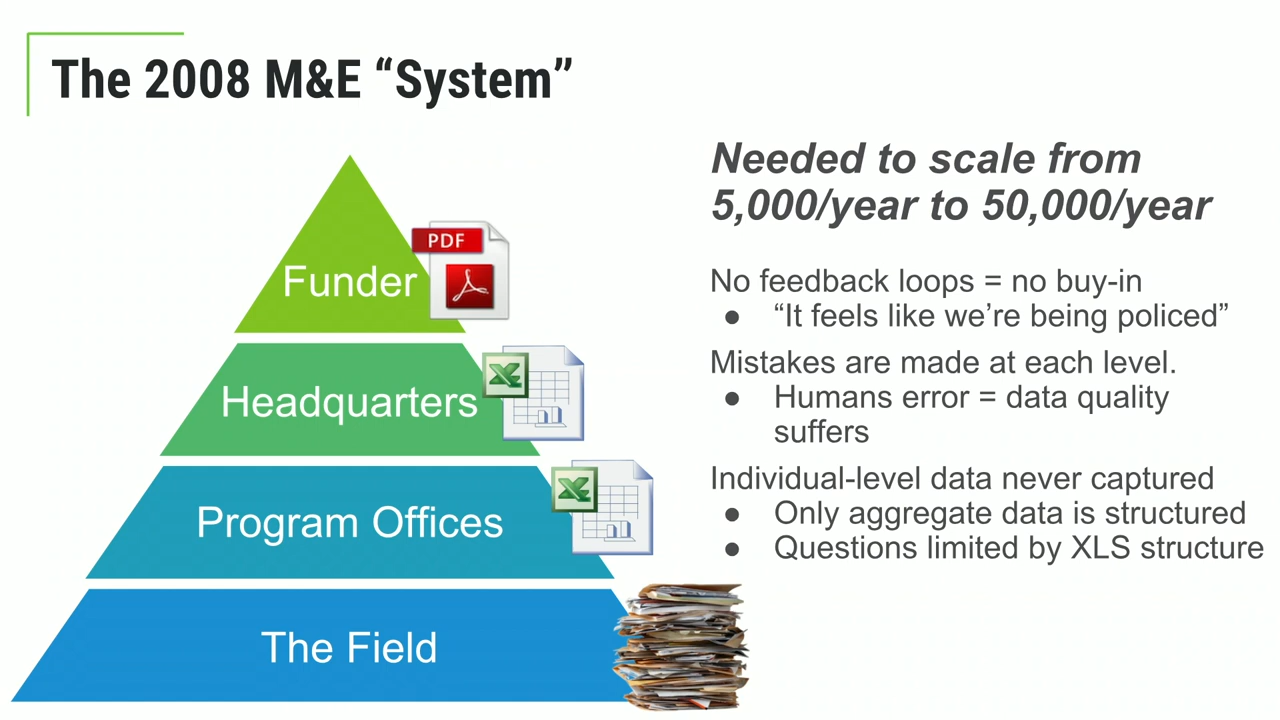 The 2008 M&E “System”
Needed to scale from
5,000/year to 50,000/year
PDF
Funder
No feedback loops = no buy-in
● “It feels like we’re being policed”
Mistakes are made at each level.
● Humans error = data quality
suffers
Headquarters
Individual-level data never captured
● Only aggregate data is structured
● Questions limited by XLS structure
Program Offices
The Field